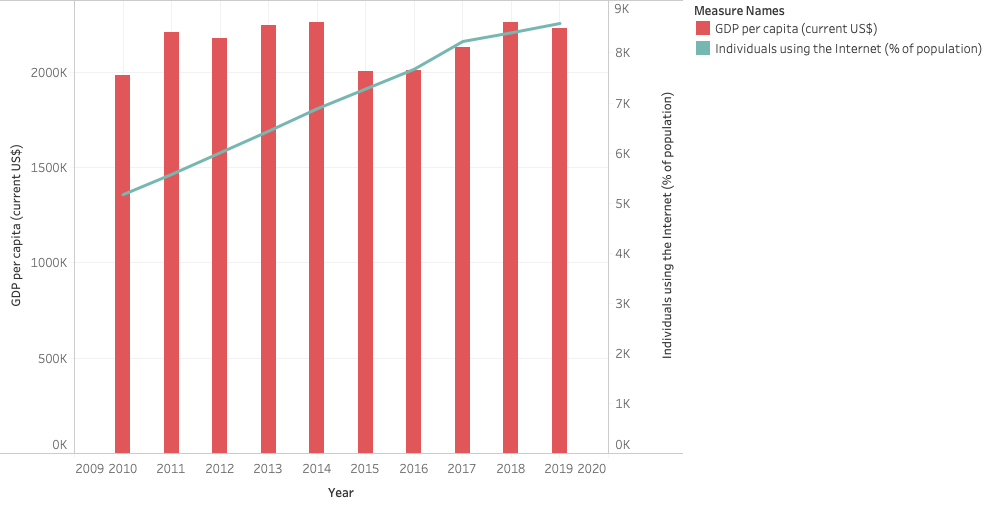 Measure Names
GDP per capita (current US$)
Individuals using the Internet (% of population)
GDP per capita (current US$)
2000K
1500K
1000K
500K
0K
9K
8K
7K
6K
5K
4K
3K
2K
1K
0K
Individuals using the Internet (% of population)
2009 2010 2011 2012 2013 2014 2015 2016 2017 2018 2019 2020
Year